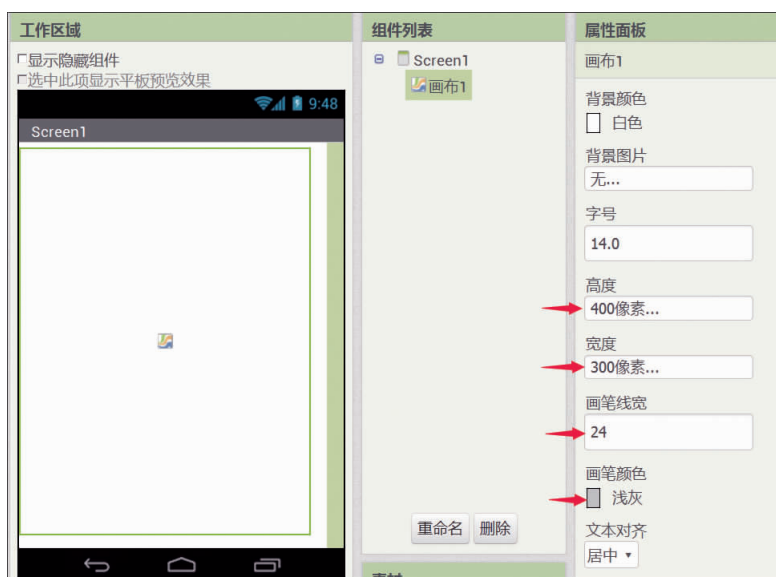 工作区域
显示隐藏组件
选中此项显示平板预览效果
9:48
Screen1
组件列表
Screen1
画布1
重命名 删除
属性面板
画布1
背景颜色
白色
背景图片
无...
字号
14.0
高度
400像素...
宽度
300像素...
画笔线宽
24
画笔颜色
浅灰
文本对齐
居中